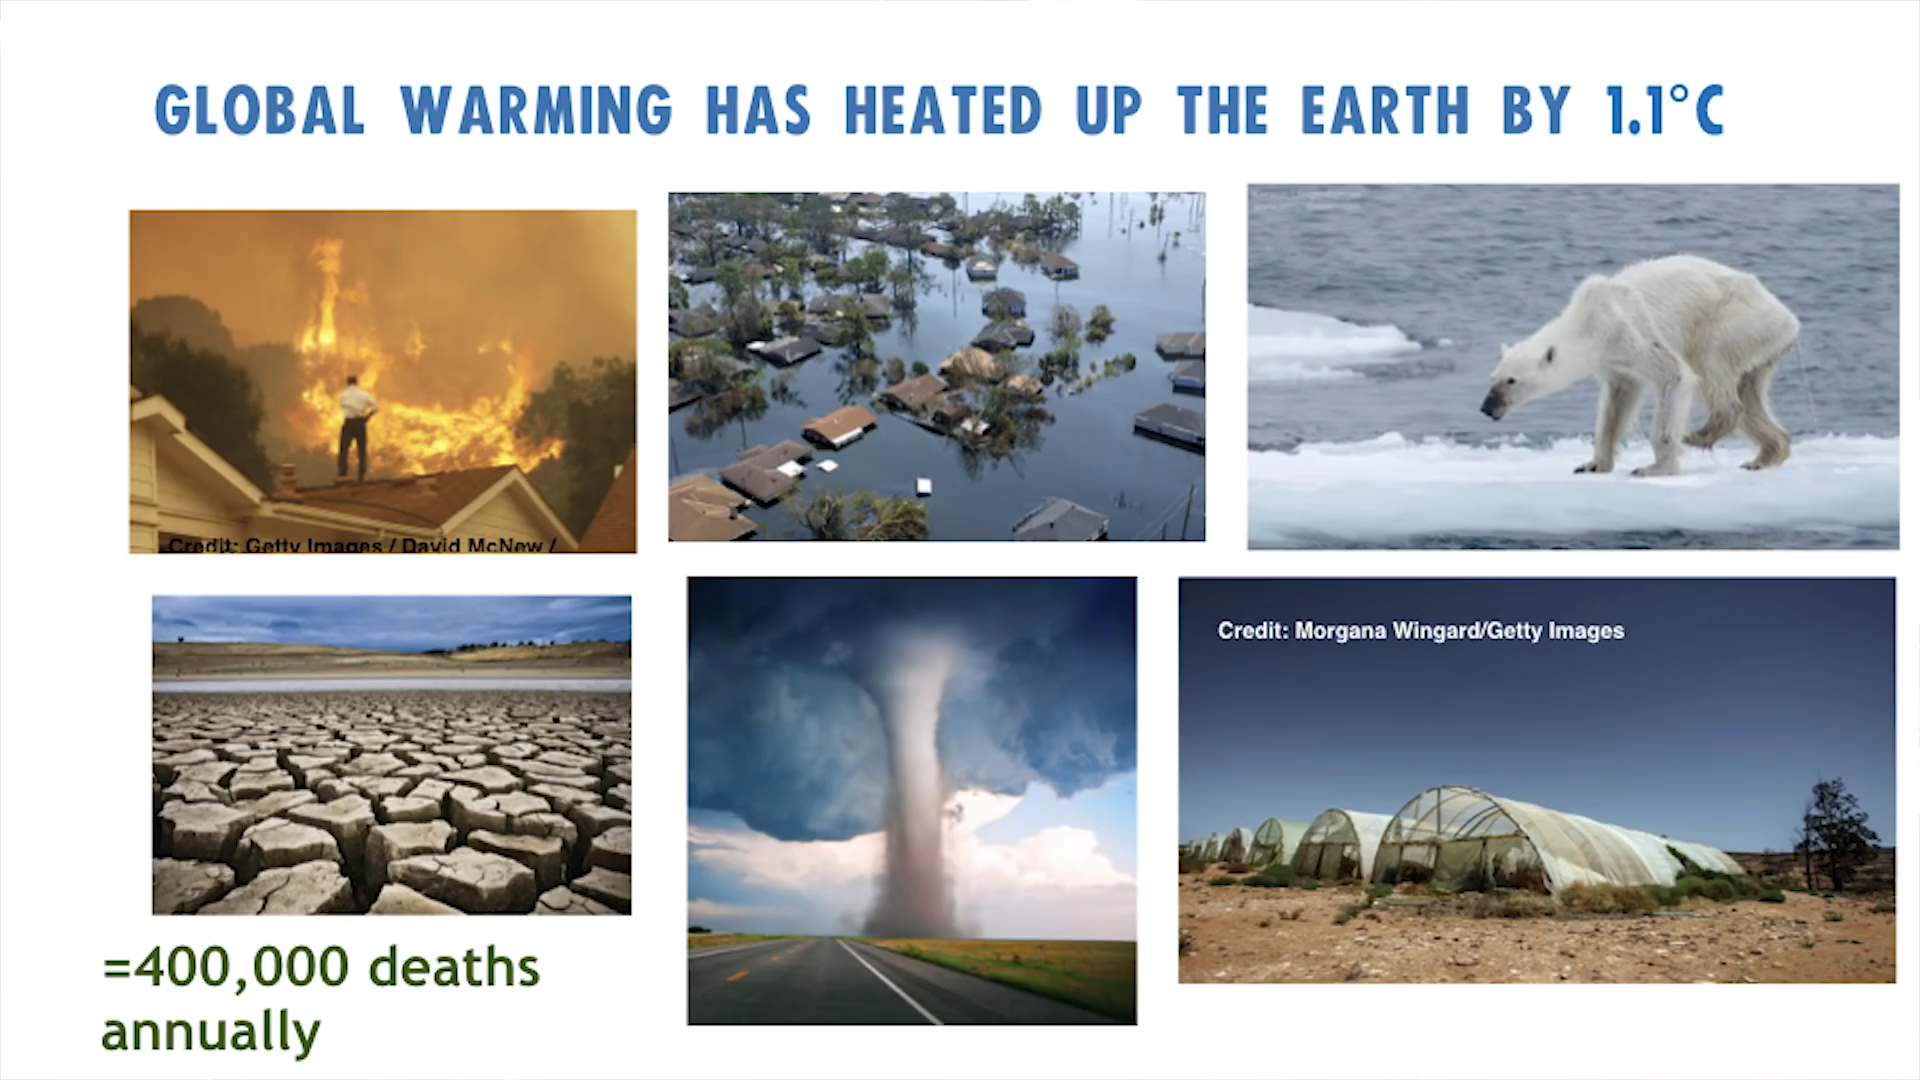 GLOBAL WARMING HAS HEATED UP THE EARTH BY 1.1°C
Credit: Getty Images / David McNew /
Credit: Morgana Wingard/Getty Images
=400,000 deaths
annually